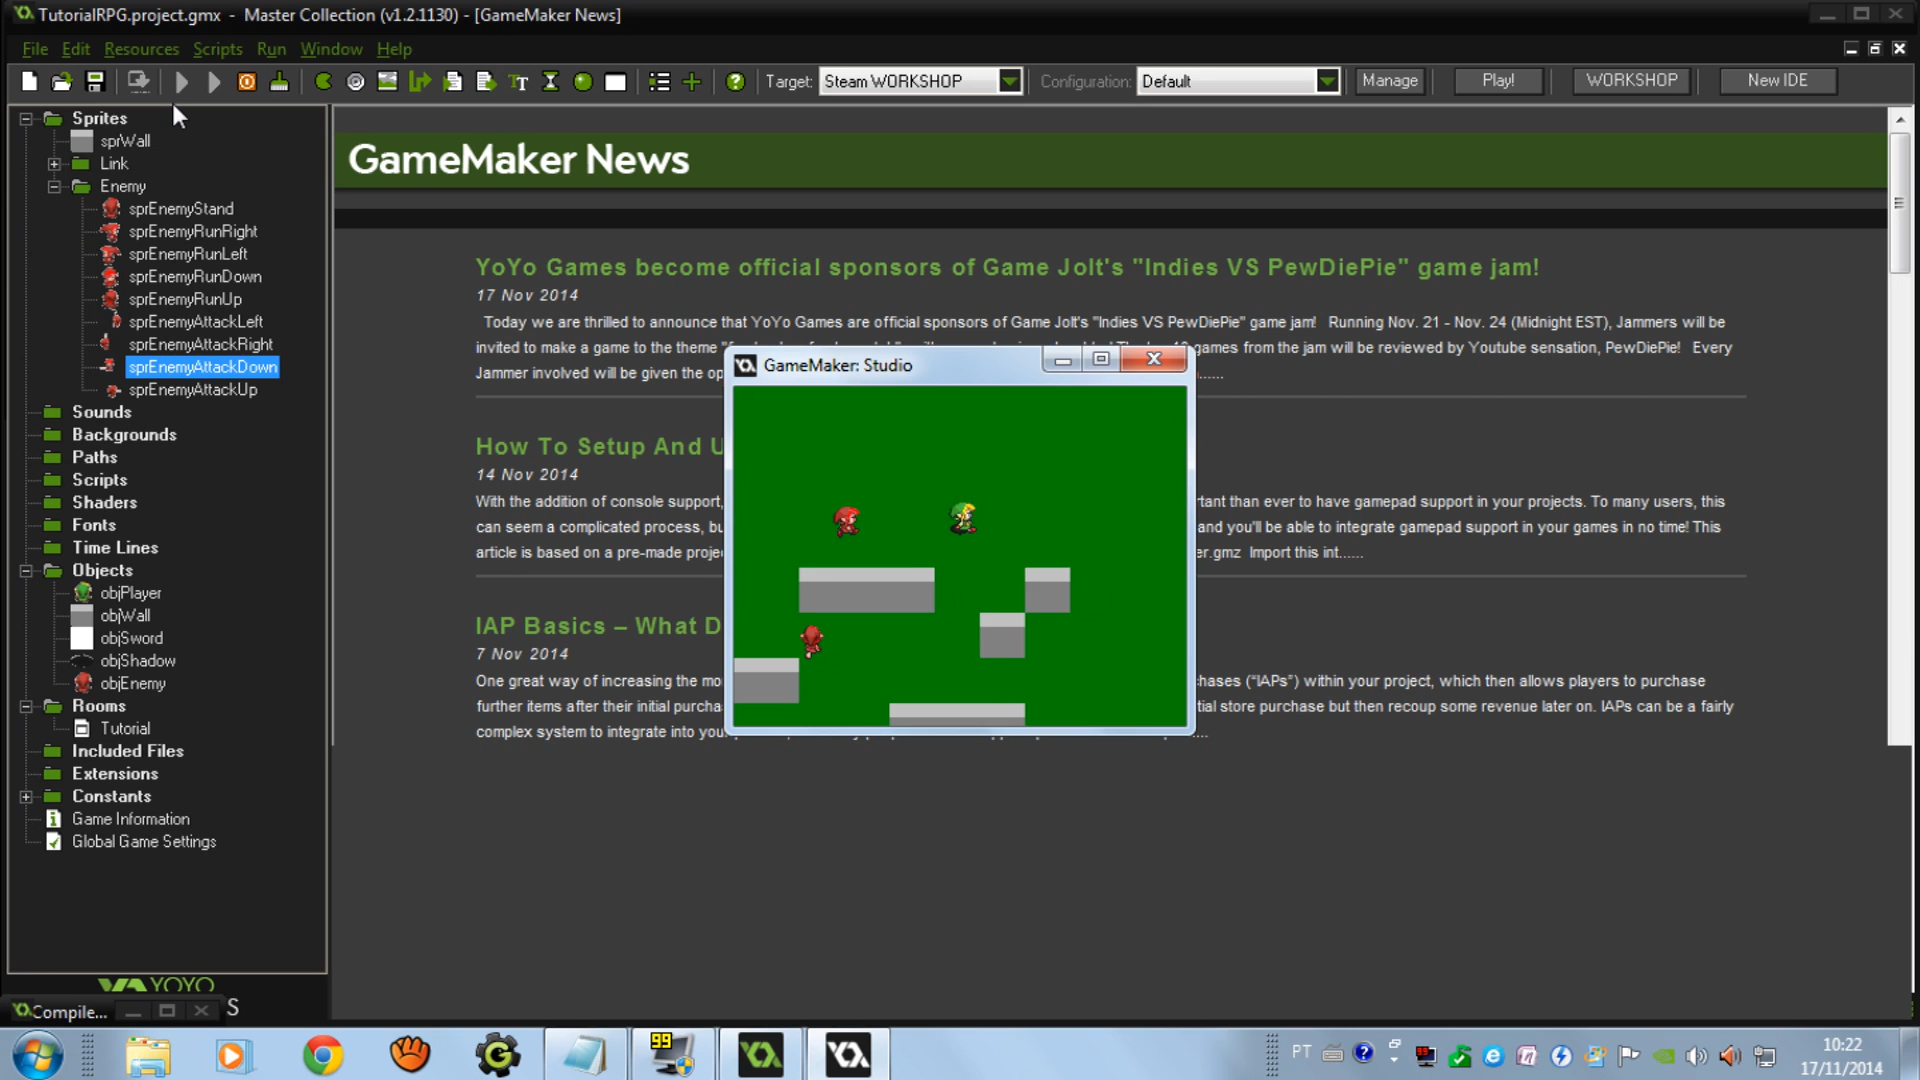 TutorialRPG.project.gmx - Master Collection (v1.2.1130) - [GameMaker News]
File Edit Resources Scripts Run Window Help
Target: Steam WORKSHOP Configuration: Default Manage Play! WORKSHOP New IDE
Sprites
sprWall
Link
Enemy
sprEnemyStand
sprEnemyRunRight
sprEnemyRunLeft
sprEnemyRunDown
sprEnemyRunUp
sprEnemyAttackLeft
sprEnemyAttackRight
sprEnemyAttackDown
sprEnemyAttackUp
Sounds
Backgrounds
Paths
Scripts
Shaders
Fonts
Time Lines
Objects
objPlayer
objWall
objSword
objShadow
objEnemy
Rooms
Tutorial
Included Files
Extensions
Constants
Game Information
Global Game Settings
YOYO
Compile... S
GameMaker News
YoYo Games become official sponsors of Game Jolt's "Indies VS PewDiePie" game jam!
17 Nov 2014
Today we are thrilled to announce that YoYo Games are official sponsors of Game Jolt's "Indies VS PewDiePie" game jam! Running Nov. 21 - Nov. 24 (Midnight EST), Jammers will be
invited to make a game to the theme games from the jam will be reviewed by Youtube sensation, PewDiePie! Every
Jammer involved will be given the op ......
How To Setup And U
14 Nov 2014
With the addition of console support, rtant than ever to have gamepad support in your projects. To many users, this
can seem a complicated process, bu and you'll be able to integrate gamepad support in your games in no time! This
article is based on a pre-made proje er.gmz Import this int......
IAP Basics – What D
7 Nov 2014
One great way of increasing the mo hases ("IAPs") within your project, which then allows players to purchase
further items after their initial purcha tial store purchase but then recoup some revenue later on. IAPs can be a fairly
complex system to integrate into you ....
GameMaker: Studio
99
PT
10:22
17/11/2014